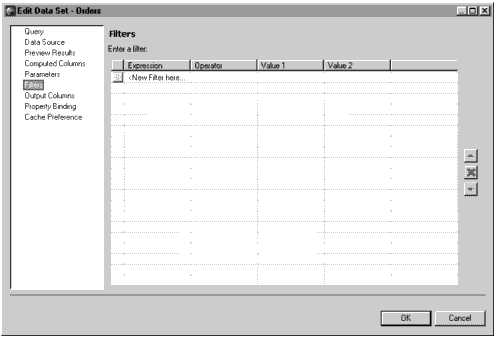 Edit Data Set - Orders
Query
Data Source
Preview Results
Computed Columns
Parameters
Filters
Output Columns
Property Binding
Cache Preference
Filters
Enter a filter:
Expression Operator Value 1 Value 2
<New Filter here...
OK Cancel